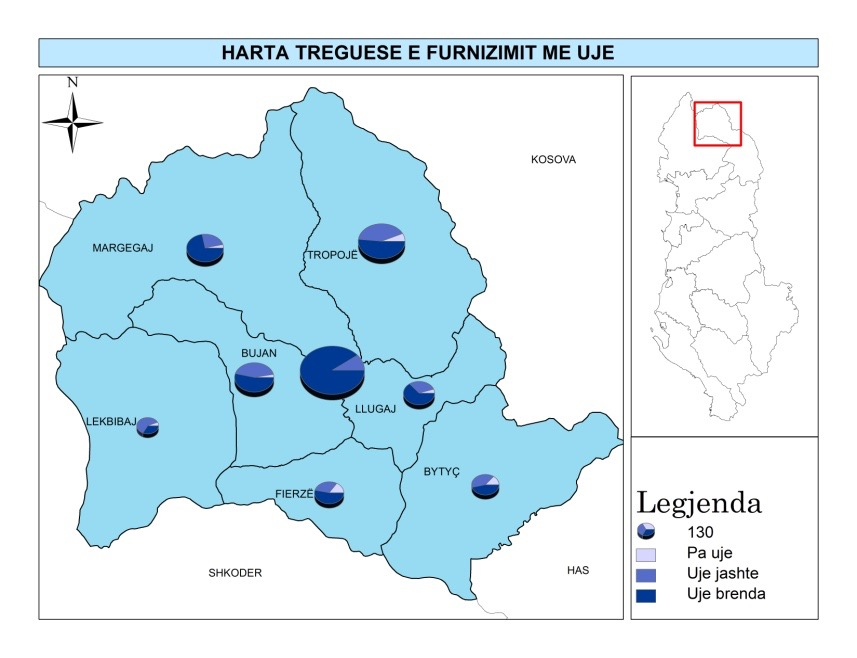 HARTA TREGUESE E FURNIZIMIT ME UJE
N
KOSOVA
MARGEGAJ
TROPOJË
BUJAN
LLUGAJ
LEKBIBAJ
BYTYÇ
FIERZË
SHKODER
HAS
Legjenda
130
Pa uje
Uje jashte
Uje brenda